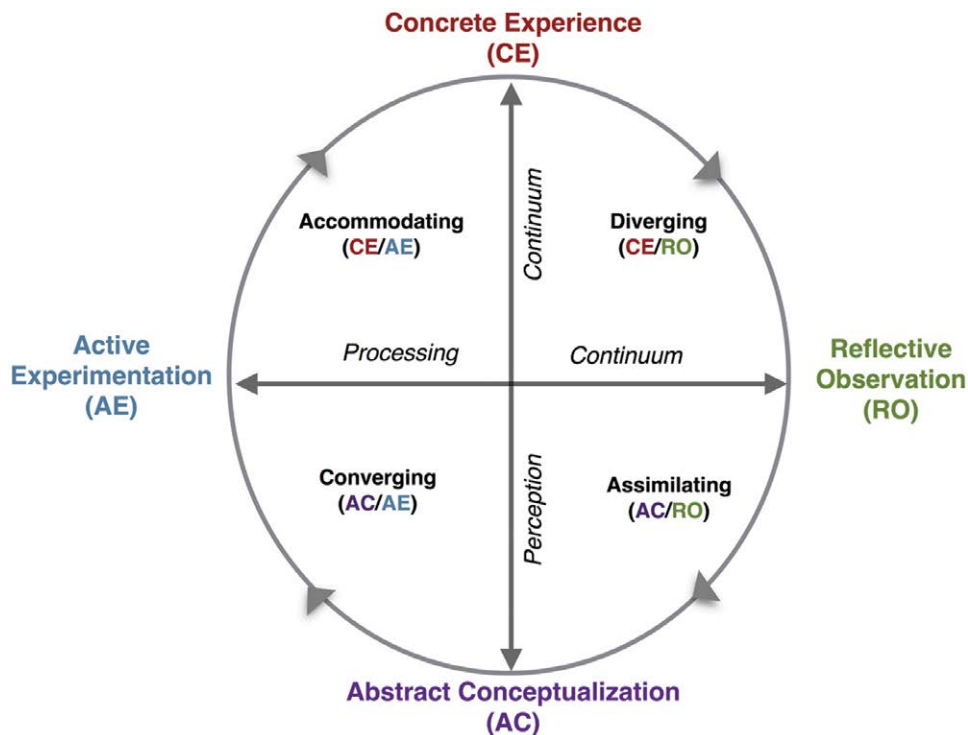 Concrete Experience
(CE)
Accommodating
(CE/AE)
Diverging
(CE/RO)
Continuum
Processing
Continuum
Active
Experimentation
(AE)
Reflective
Observation
(RO)
Converging
(AC/AE)
Perception
Assimilating
(AC/RO)
Abstract Conceptualization
(AC)